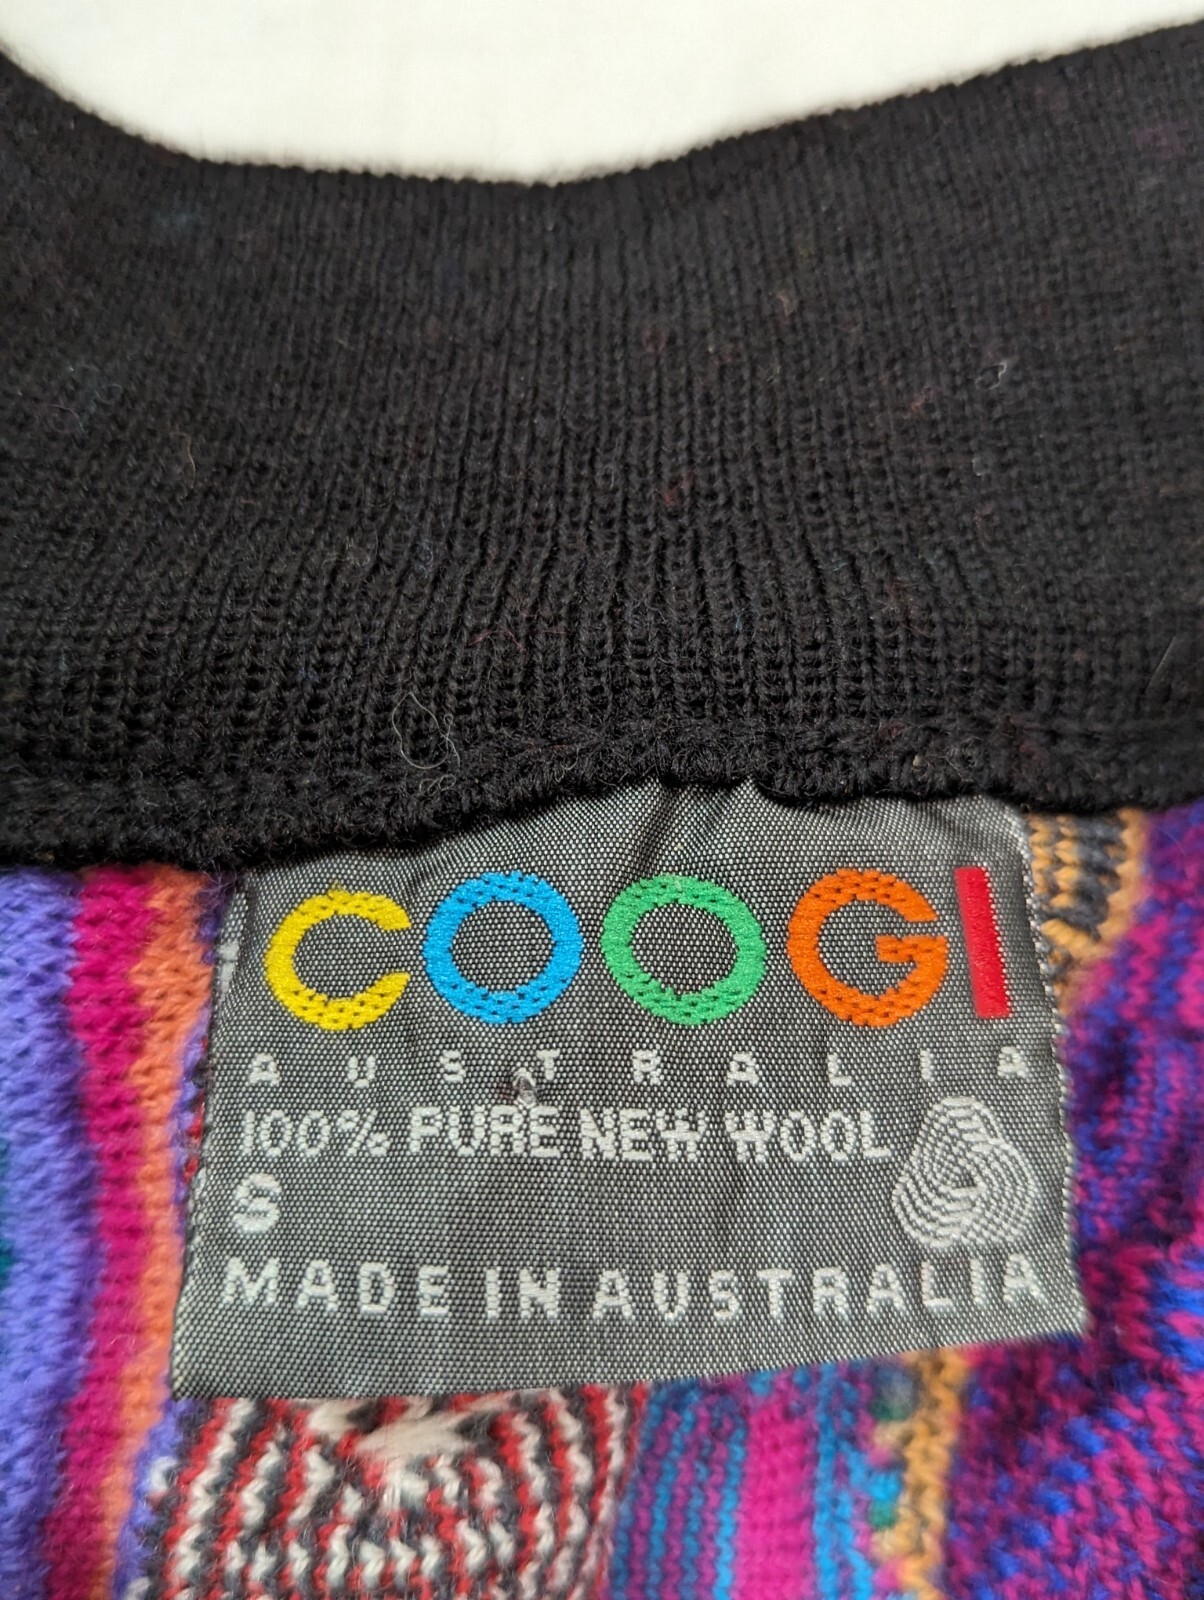 COOGI
AUSTRALIA
100% PURE NEW WOOL
S
MADE IN AUSTRALIA